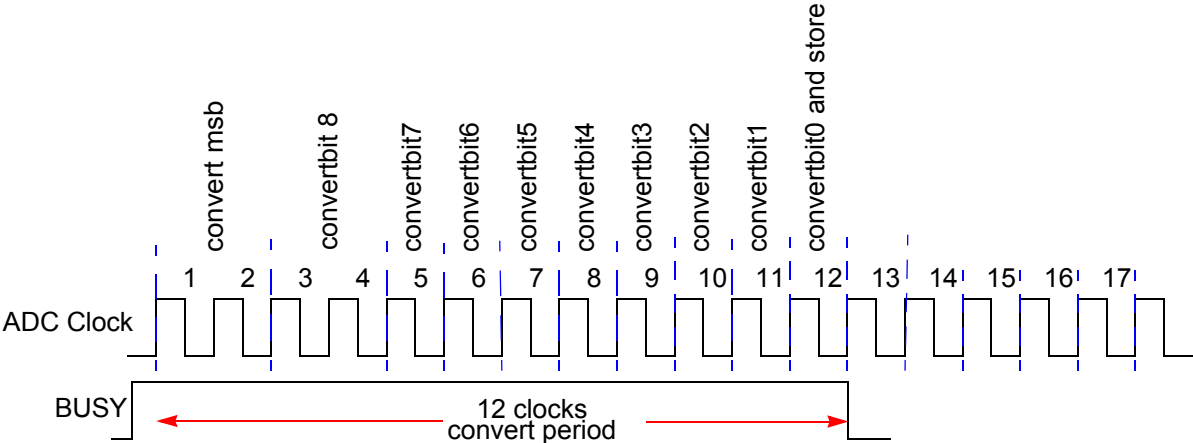 convert msb
convertbit 8
convertbit7
convertbit6
convertbit5
convertbit4
convertbit3
convertbit2
convertbit1
convertbit0 and store
1 2 3 4 5 6 7 8 9 10 11 12 13 14 15 16 17
ADC Clock
BUSY
12 clocks
convert period